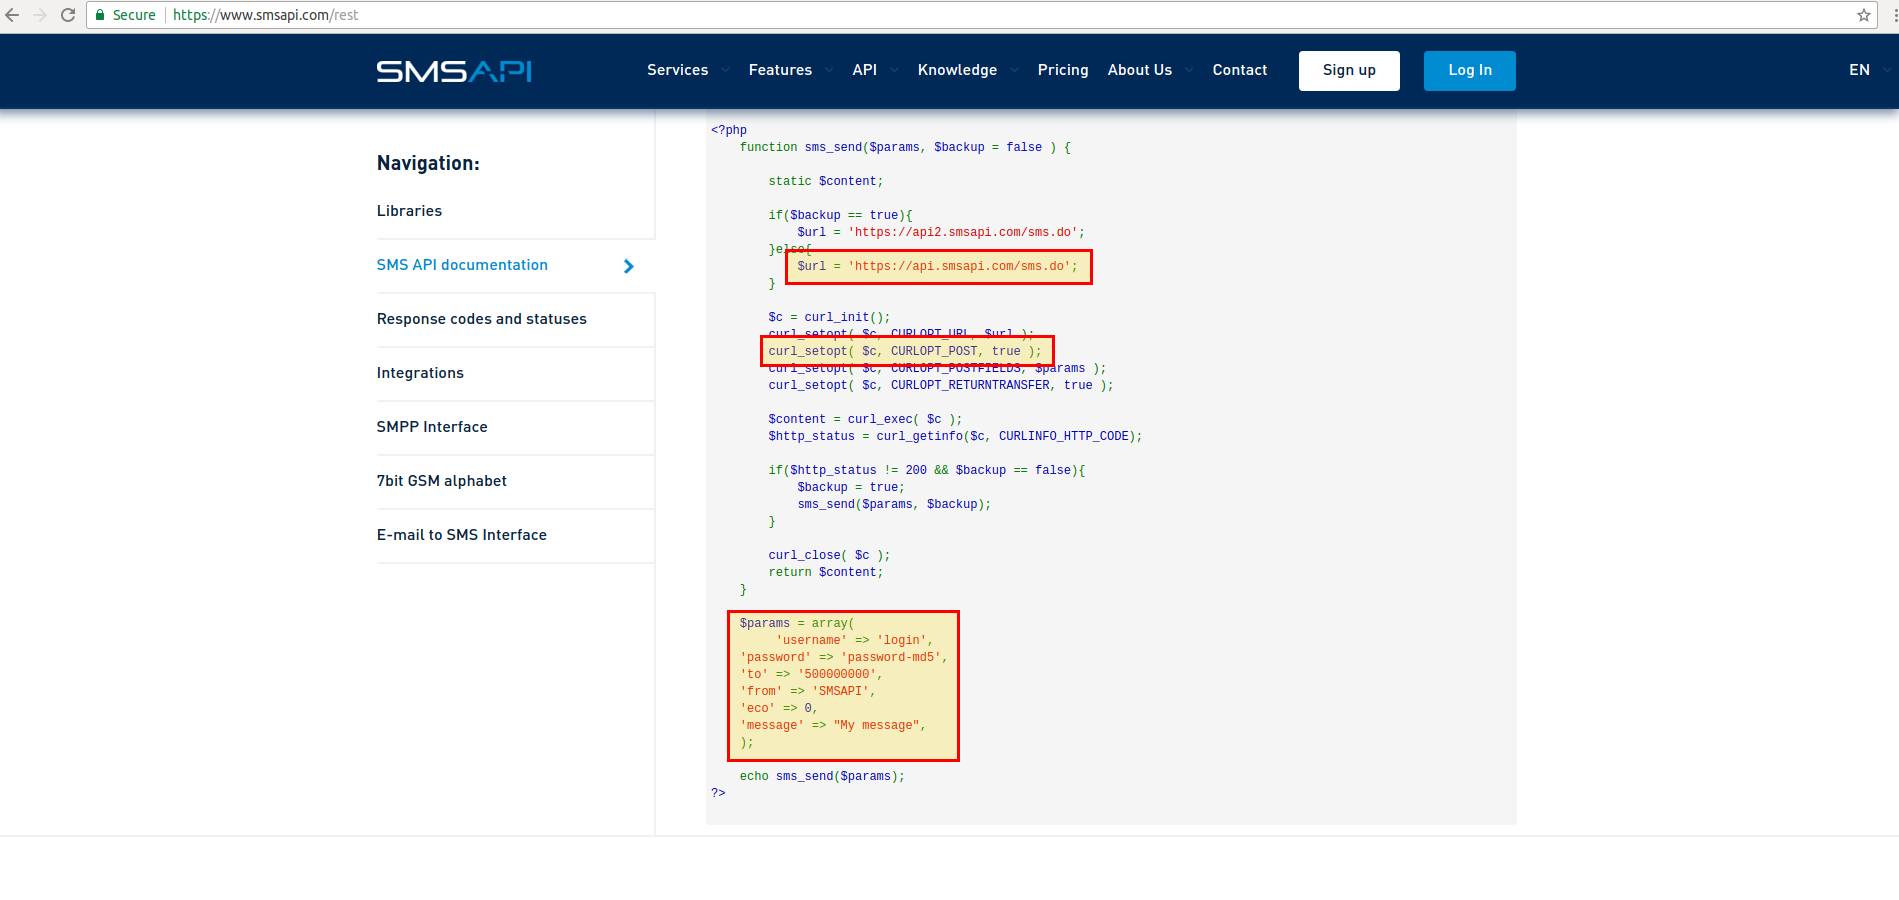 Secure
https://www.smsapi.com/rest
SMSAPI
Services
Features
API
Knowledge
Pricing
About Us
Contact
Sign up
Log In
EN
Navigation:
Libraries
SMS API documentation
Response codes and statuses
Integrations
SMPP Interface
7bit GSM alphabet
E-mail to SMS Interface
<?php
function sms_send($params, $backup = false ) {
static $content;
if($backup == true){
$url = 'https://api2.smsapi.com/sms.do';
}else{
$url = 'https://api.smsapi.com/sms.do';
}
$c = curl_init();
curl_setopt( $c, CURLOPT_URL, $url );
curl_setopt( $c, CURLOPT_POST, true );
curl_setopt( $c, CURLOPT_POSTFIELDS, $params );
curl_setopt( $c, CURLOPT_RETURNTRANSFER, true );
$content = curl_exec( $c );
$http_status = curl_getinfo($c, CURLINFO_HTTP_CODE);
if($http_status != 200 && $backup == false){
$backup = true;
sms_send($params, $backup);
}
curl_close( $c );
return $content;
}
$params = array(
'username' => 'login',
'password' => 'password-md5',
'to' => '500000000',
'from' => 'SMSAPI',
'eco' => 0,
'message' => "My message",
);
echo sms_send($params);
?>